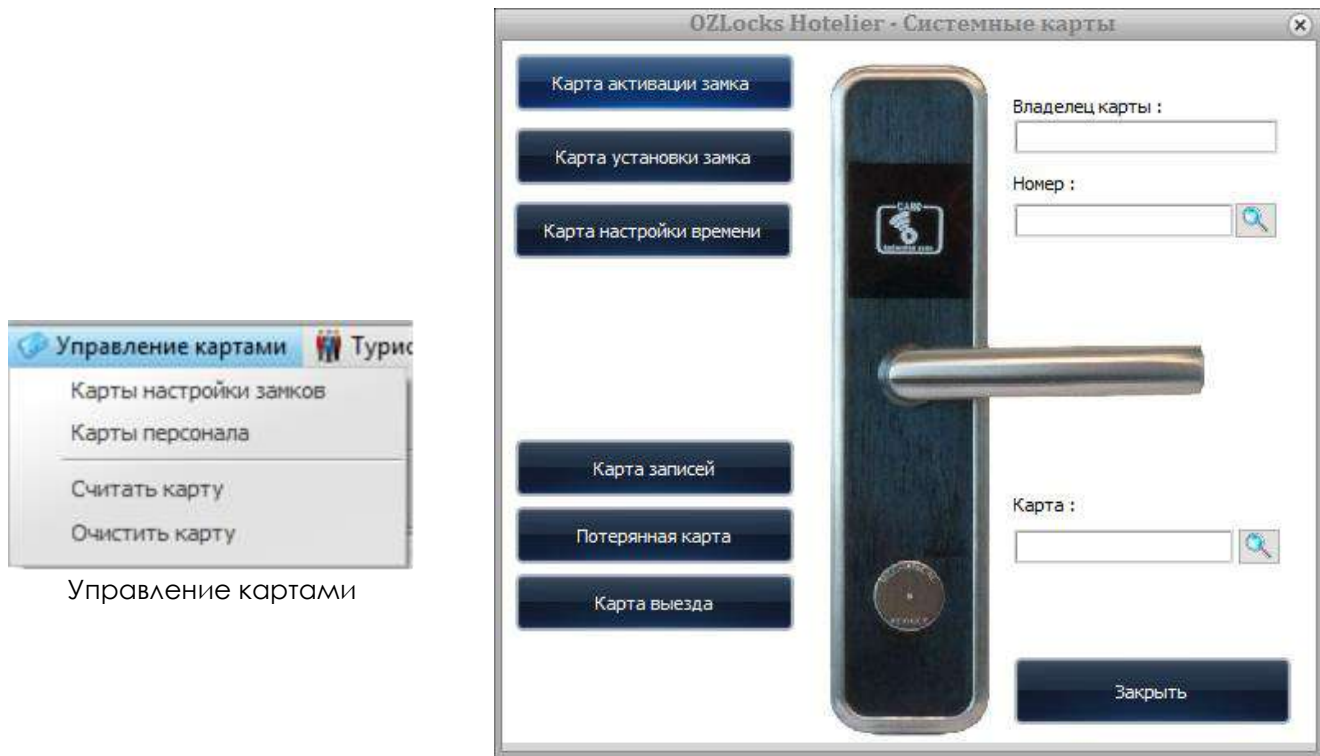 Управление картами
Турис
Карты настройки замков
Карты персонала
Считать карту
Очистить карту
Управление картами
OZLocks Hotelier - Системные карты
Карта активации замка
Карта установки замка
Карта настройки времени
Карта записей
Потерянная карта
Карта выезда
CARD
Владелец карты :
Номер :
Карта :
Закрыть